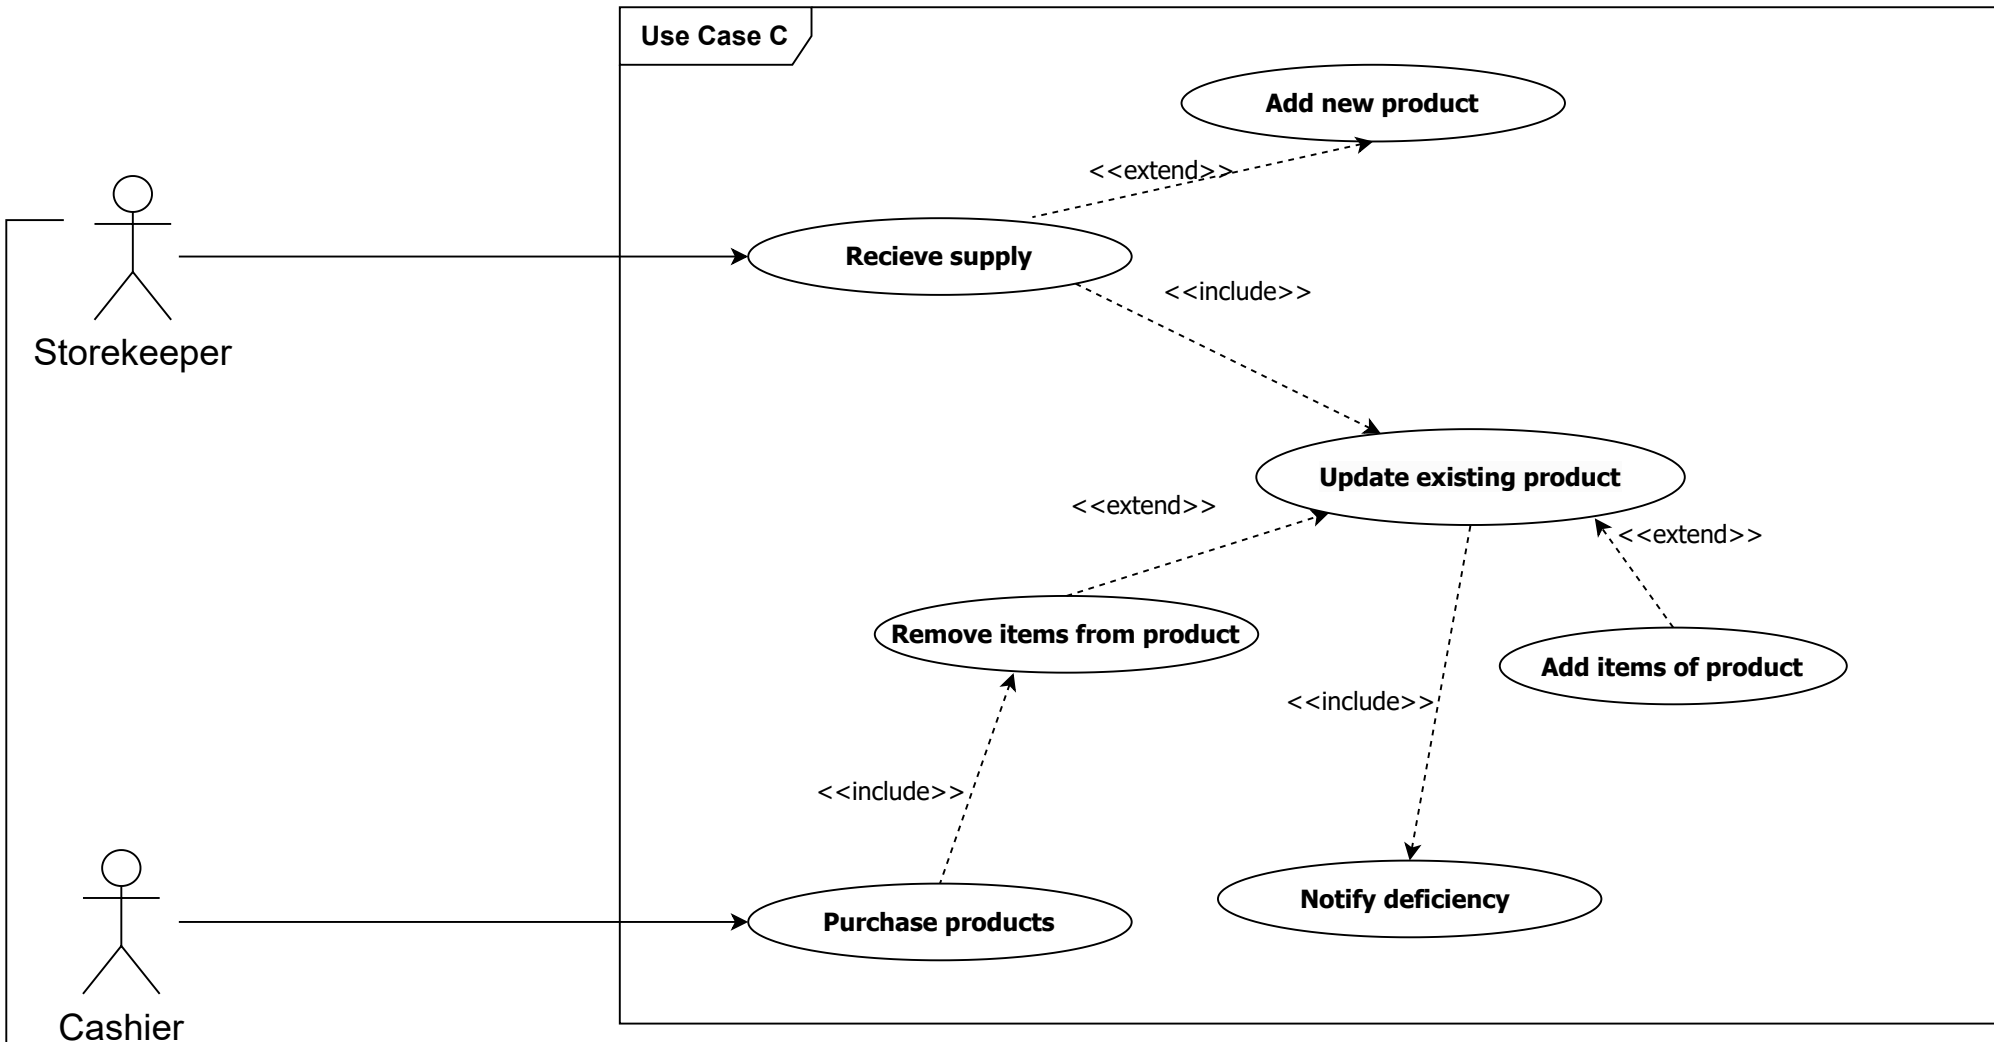 Use Case C
Add new product
<<extend>>
Recieve supply
<<include>>
Storekeeper
Update existing product
<<extend>>
<<extend>>
Remove items from product
Add items of product
<<include>>
<<include>>
Notify deficiency
Purchase products
Cashier